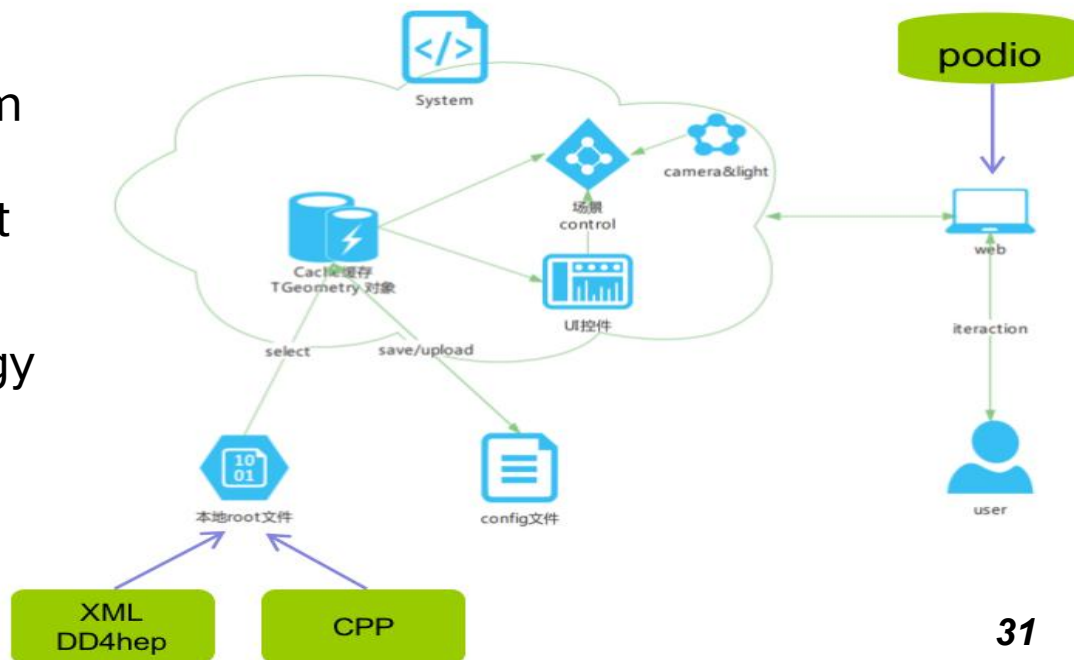 m
t
gy
</>
System
podio
camera&light
场景
control
Cache缓存
TGeometry 对象
web
UI控件
select
save/upload
iteraction
10
01
本地root文件
config文件
user
XML
DD4hep
CPP
31